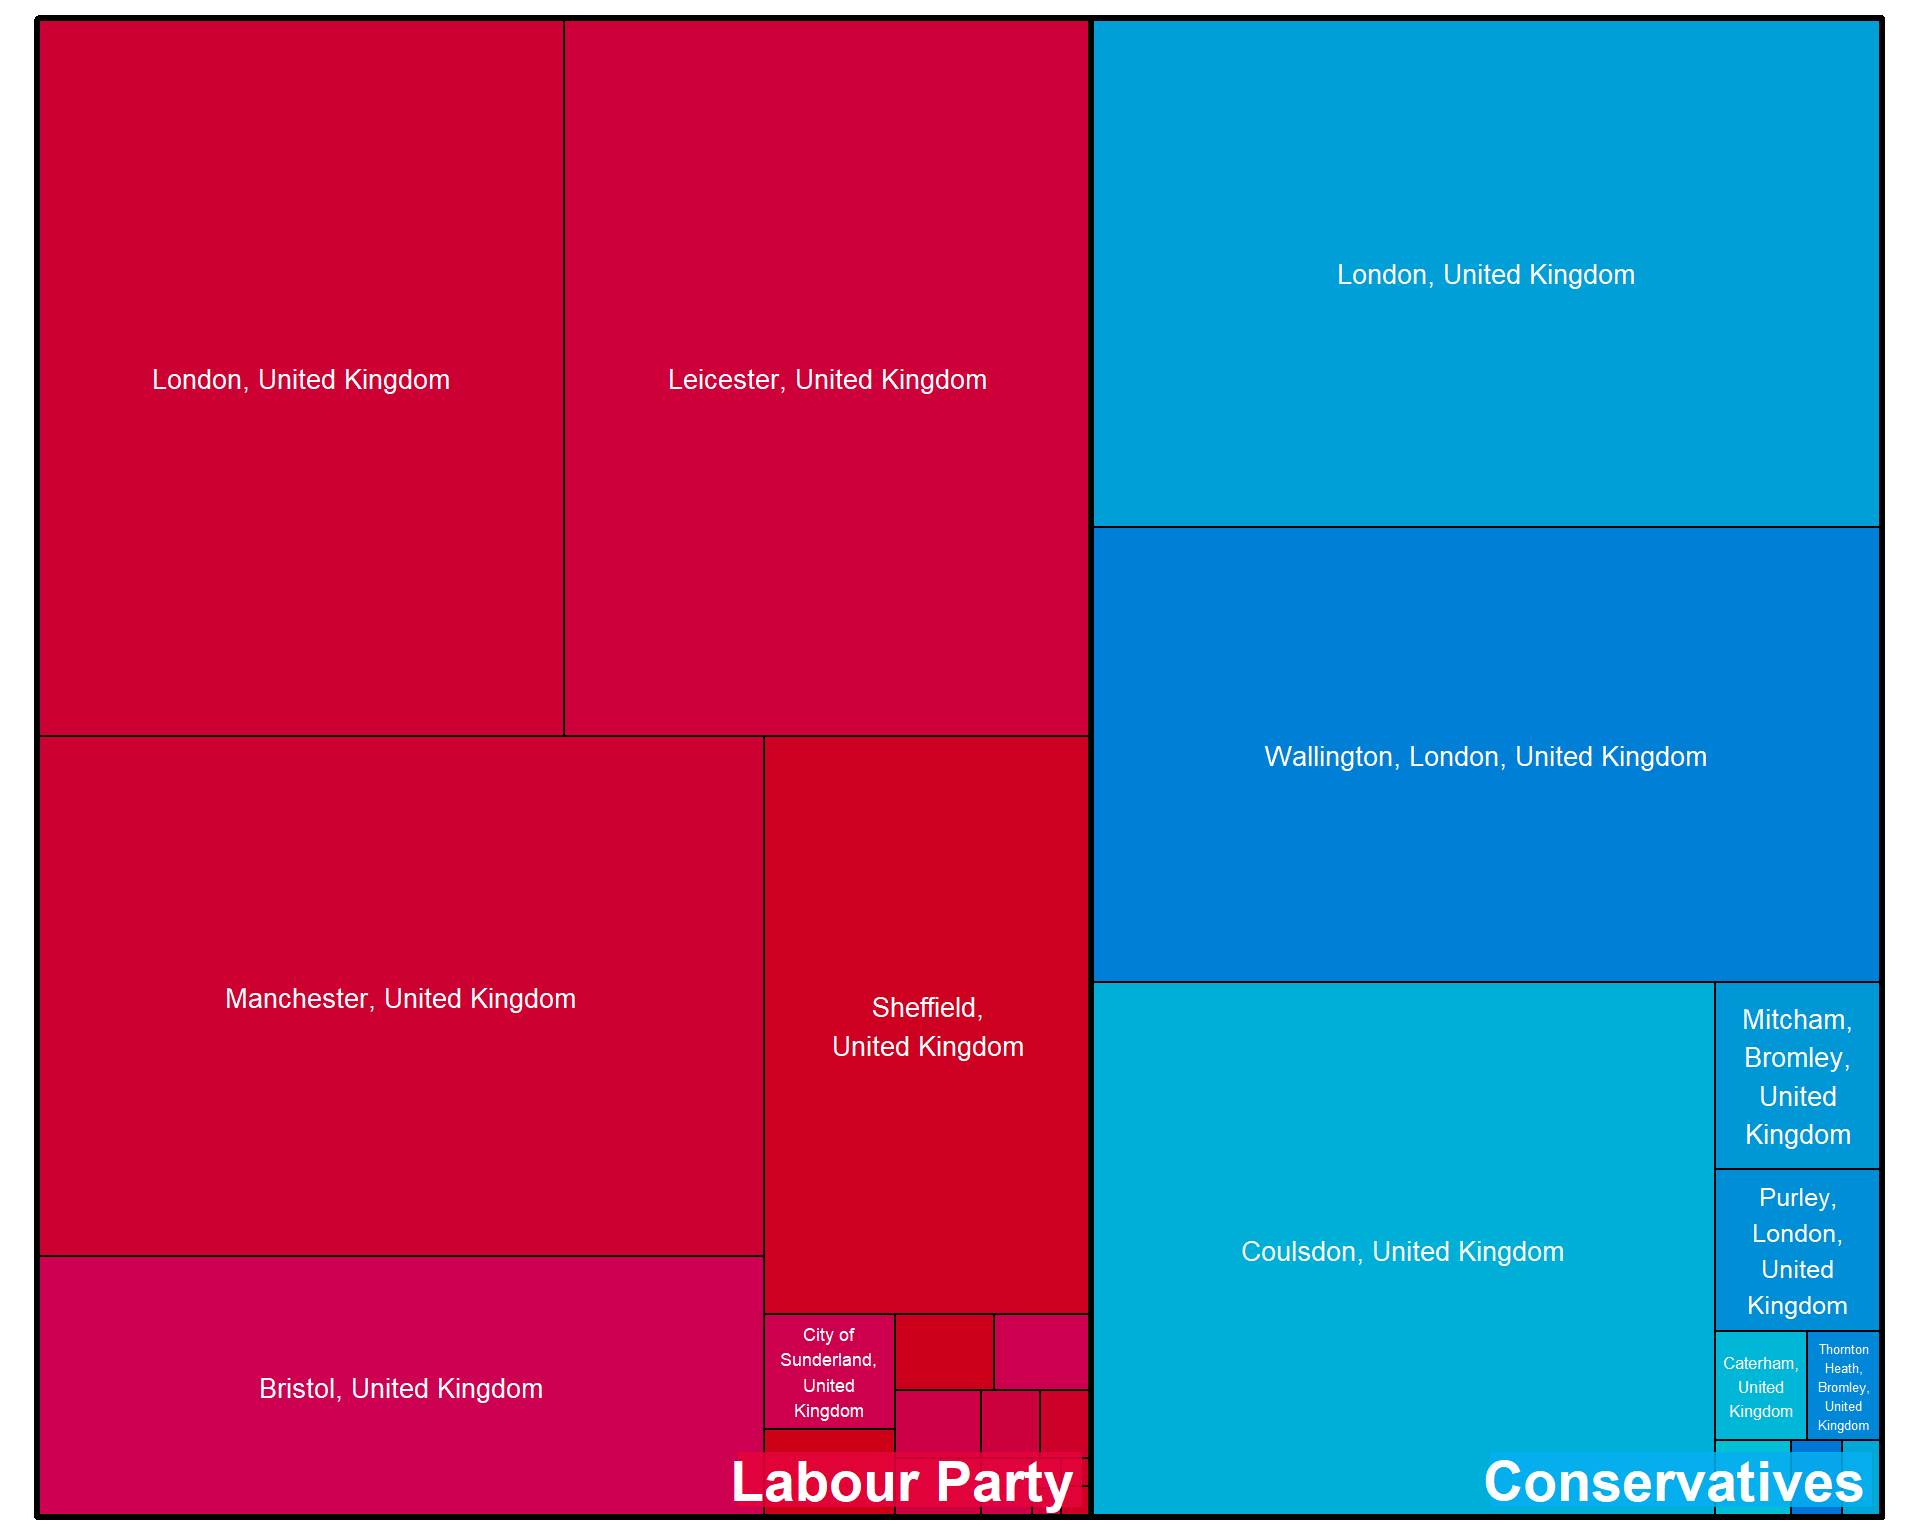 London, United Kingdom
Leicester, United Kingdom
Manchester, United Kingdom
Sheffield,
United Kingdom
Bristol, United Kingdom
City of
Sunderland,
United
Kingdom
Labour Party
London, United Kingdom
Wallington, London, United Kingdom
Coulsdon, United Kingdom
Mitcham,
Bromley,
United
Kingdom
Purley,
London,
United
Kingdom
Caterham,
United
Kingdom
Thornton
Heath,
Bromley,
United
Kingdom
Conservatives